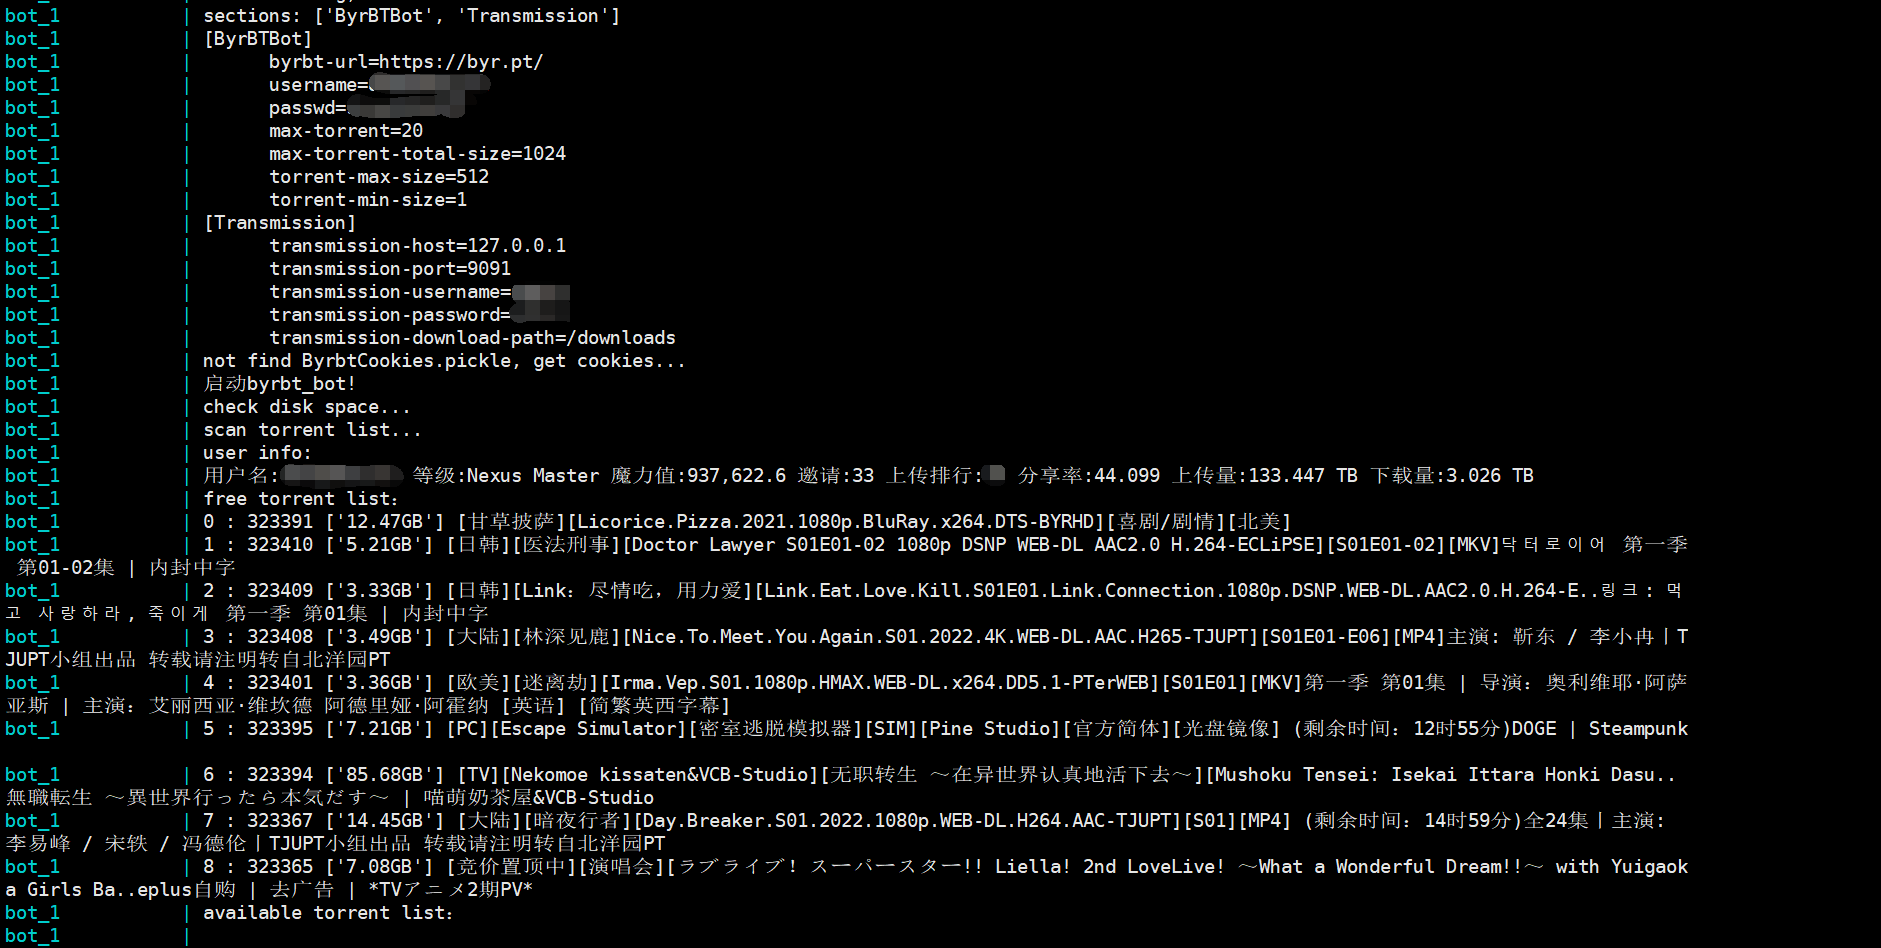 bot_1 | sections: ['ByrBTBot', 'Transmission']
bot_1 | [ByrBTBot]
bot_1 | byrbt-url=https://byr.pt/
bot_1 | username=
bot_1 | passwd=
bot_1 | max-torrent=20
bot_1 | max-torrent-total-size=1024
bot_1 | torrent-max-size=512
bot_1 | torrent-min-size=1
bot_1 | [Transmission]
bot_1 | transmission-host=127.0.0.1
bot_1 | transmission-port=9091
bot_1 | transmission-username=
bot_1 | transmission-password=
bot_1 | transmission-download-path=/downloads
bot_1 | not find ByrbtCookies.pickle, get cookies...
bot_1 | 启动byrbt_bot!
bot_1 | check disk space...
bot_1 | scan torrent list...
bot_1 | user info:
bot_1 | 用户名: 等级:Nexus Master 魔力值:937,622.6 邀请:33 上传排行: 分享率:44.099 上传量:133.447 TB 下载量:3.026 TB
bot_1 | free torrent list：
bot_1 | 0 : 323391 ['12.47GB'] [甘草披萨][Licorice.Pizza.2021.1080p.BluRay.x264.DTS-BYRHD][喜剧/剧情][北美]
bot_1 | 1 : 323410 ['5.21GB'] [日韩][医法刑事][Doctor Lawyer S01E01-02 1080p DSNP WEB-DL AAC2.0 H.264-ECLiPSE][S01E01-02][MKV]닥터로이어 第一季
第01-02集 | 内封中字
bot_1 | 2 : 323409 ['3.33GB'] [日韩][Link：尽情吃，用力爱][Link.Eat.Love.Kill.S01E01.Link.Connection.1080p.DSNP.WEB-DL.AAC2.0.H.264-E..링크: 먹
고 사랑하라, 죽이게 第一季 第01集 | 内封中字
bot_1 | 3 : 323408 ['3.49GB'] [大陆][林深见鹿][Nice.To.Meet.You.Again.S01.2022.4K.WEB-DL.AAC.H265-TJUPT][S01E01-E06][MP4]主演: 靳东 / 李小冉丨T
JUPT小组出品 转载请注明转自北洋园PT
bot_1 | 4 : 323401 ['3.36GB'] [欧美][迷离劫][Irma.Vep.S01.1080p.HMAX.WEB-DL.x264.DD5.1-PTerWEB][S01E01][MKV]第一季 第01集 | 导演：奥利维耶·阿萨
亚斯 | 主演：艾丽西亚·维坎德 阿德里娅·阿霍纳 [英语] [简繁英西字幕]
bot_1 | 5 : 323395 ['7.21GB'] [PC][Escape Simulator][密室逃脱模拟器][SIM][Pine Studio][官方简体][光盘镜像] (剩余时间：12时55分)DOGE | Steampunk
bot_1 | 6 : 323394 ['85.68GB'] [TV][Nekomoe kissaten&VCB-Studio][无职转生 ～在异世界认真地活下去～][Mushoku Tensei: Isekai Ittara Honki Dasu..
無職転生 ～異世界行ったら本気だす～ | 喵萌奶茶屋&VCB-Studio
bot_1 | 7 : 323367 ['14.45GB'] [大陆][暗夜行者][Day.Breaker.S01.2022.1080p.WEB-DL.H264.AAC-TJUPT][S01][MP4] (剩余时间：14时59分)全24集丨主演:
李易峰 / 宋轶 / 冯德伦丨TJUPT小组出品 转载请注明转自北洋园PT
bot_1 | 8 : 323365 ['7.08GB'] [竞价置顶中][演唱会][ラブライブ！スーパースター!! Liella! 2nd LoveLive! ～What a Wonderful Dream!!～ with Yuigaok
a Girls Ba..eplus自购 | 去广告 | *TVアニメ2期PV*
bot_1 | available torrent list：
bot_1 |